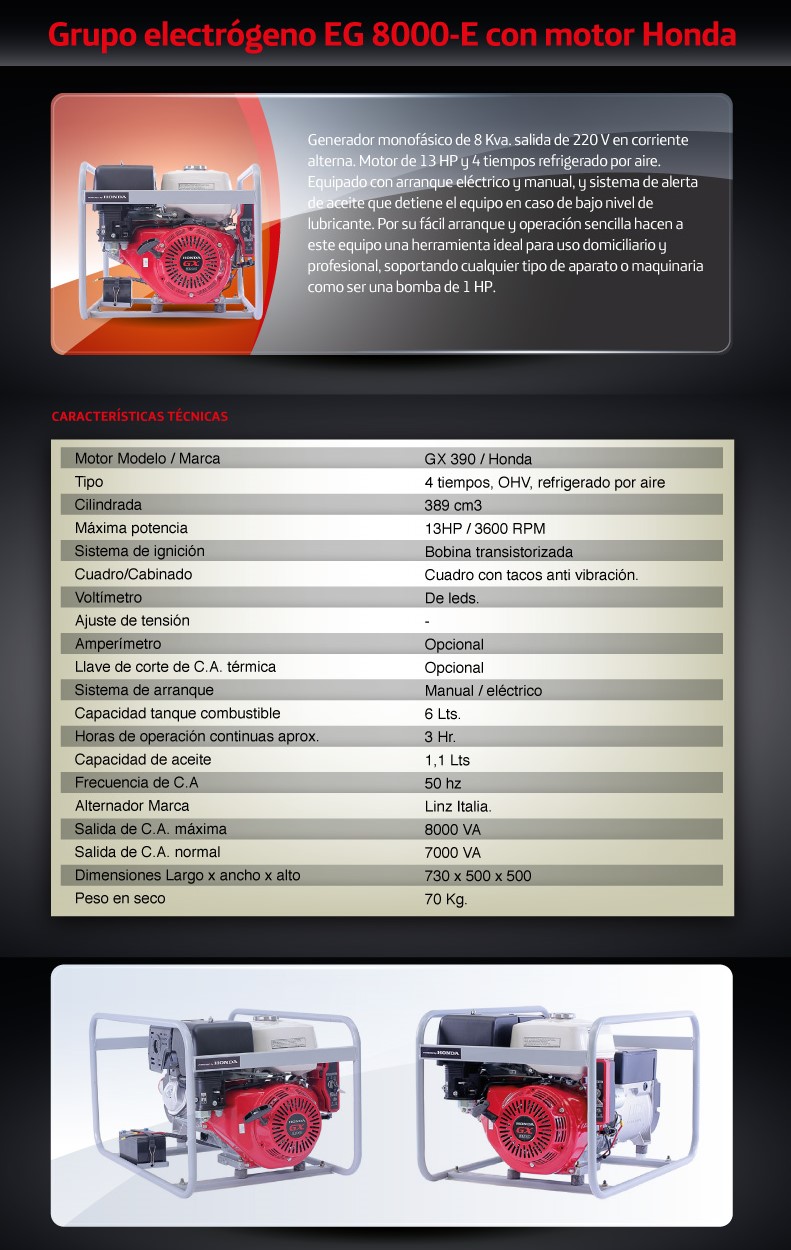 Grupo electrógeno EG 8000-E con motor Honda
Generador monofásico de 8 Kva. salida de 220 V en corriente
alterna. Motor de 13 HP y 4 tiempos refrigerado por aire.
Equipado con arranque eléctrico y manual, y sistema de alerta
de aceite que detiene el equipo en caso de bajo nivel de
lubricante. Por su fácil arranque y operación sencilla hacen a
este equipo una herramienta ideal para uso domiciliario y
profesional, soportando cualquier tipo de aparato o maquinaria
como ser una bomba de 1 HP.
HONDA
HONDA
GX
CARACTERÍSTICAS TÉCNICAS
Motor Modelo / Marca GX 390 / Honda
Tipo 4 tiempos, OHV, refrigerado por aire
Cilindrada 389 cm3
Máxima potencia 13HP / 3600 RPM
Sistema de ignición Bobina transistorizada
Cuadro/Cabinado Cuadro con tacos anti vibración.
Voltímetro De leds.
Ajuste de tensión -
Amperímetro Opcional
Llave de corte de C.A. térmica Opcional
Sistema de arranque Manual / eléctrico
Capacidad tanque combustible 6 Lts.
Horas de operación continuas aprox. 3 Hr.
Capacidad de aceite 1,1 Lts
Frecuencia de C.A 50 hz
Alternador Marca Linz Italia.
Salida de C.A. máxima 8000 VA
Salida de C.A. normal 7000 VA
Dimensiones Largo x ancho x alto 730 x 500 x 500
Peso en seco 70 Kg.
HONDA
HONDA
HONDA
GX
HONDA
GX